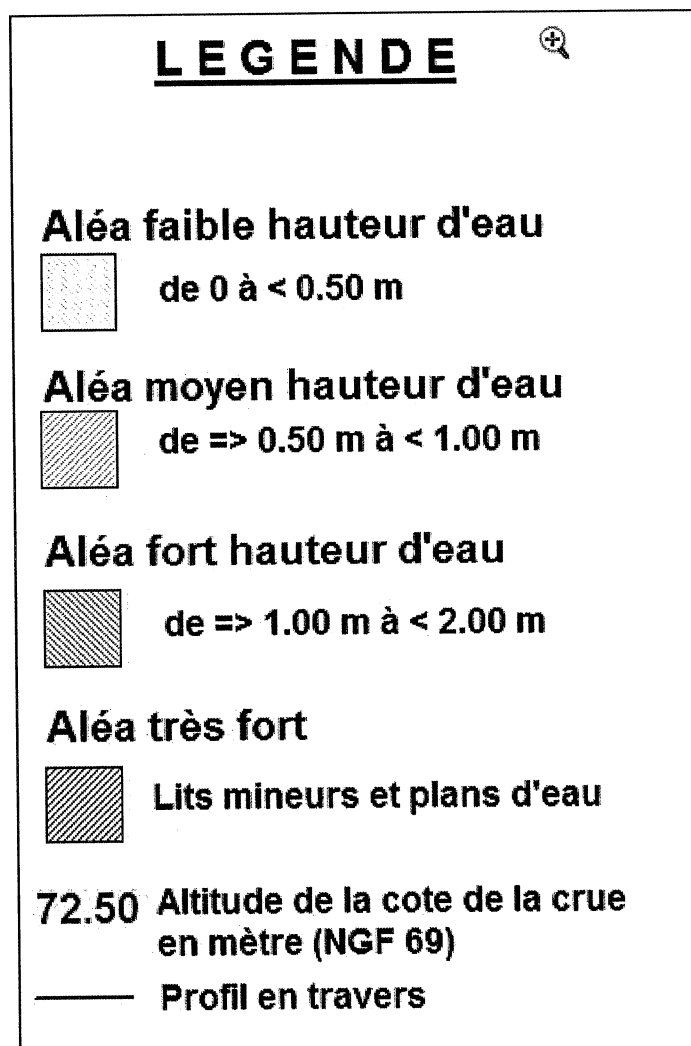 LEGENDE
Aléa faible hauteur d'eau
de 0 à < 0.50 m
Aléa moyen hauteur d'eau
de => 0.50 m à < 1.00 m
Aléa fort hauteur d'eau
de => 1.00 m à < 2.00 m
Aléa très fort
Lits mineurs et plans d'eau
72.50 Altitude de la cote de la crue
en mètre (NGF 69)
Profil en travers